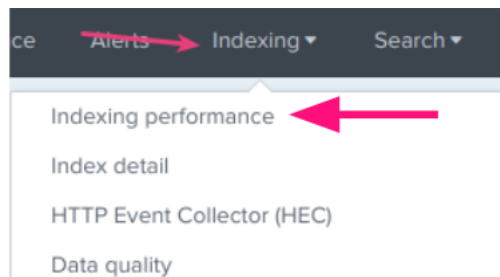 ce Alerts Indexing Search
Indexing performance
Index detail
HTTP Event Collector (HEC)
Data quality